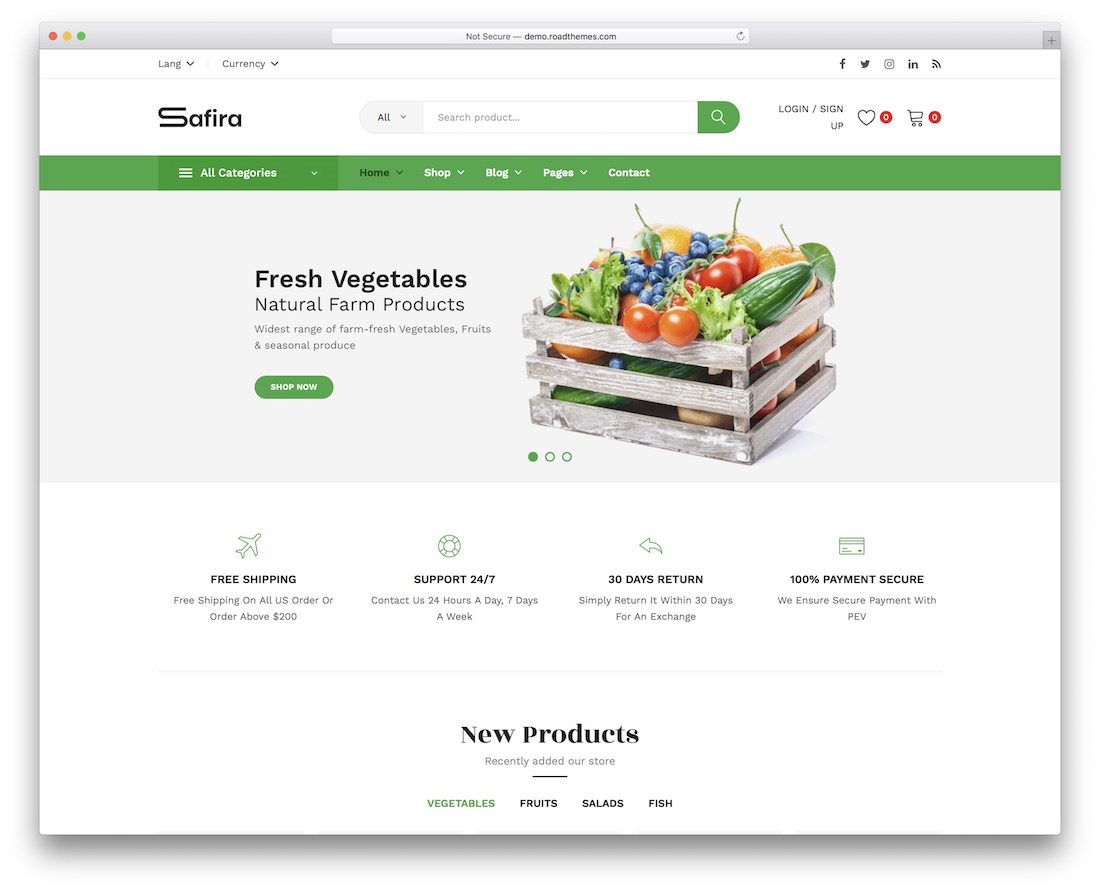 Not Secure — demo.roadthemes.com
Lang Currency
Safira
All Search product...
LOGIN / SIGN
UP
0 0
All Categories Home Shop Blog Pages Contact
Fresh Vegetables
Natural Farm Products
Widest range of farm-fresh Vegetables, Fruits
& seasonal produce
SHOP NOW
FREE SHIPPING
Free Shipping On All US Order Or
Order Above $200
SUPPORT 24/7
Contact Us 24 Hours A Day, 7 Days
A Week
30 DAYS RETURN
Simply Return It Within 30 Days
For An Exchange
100% PAYMENT SECURE
We Ensure Secure Payment With
PEV
New Products
Recently added our store
VEGETABLES FRUITS SALADS FISH